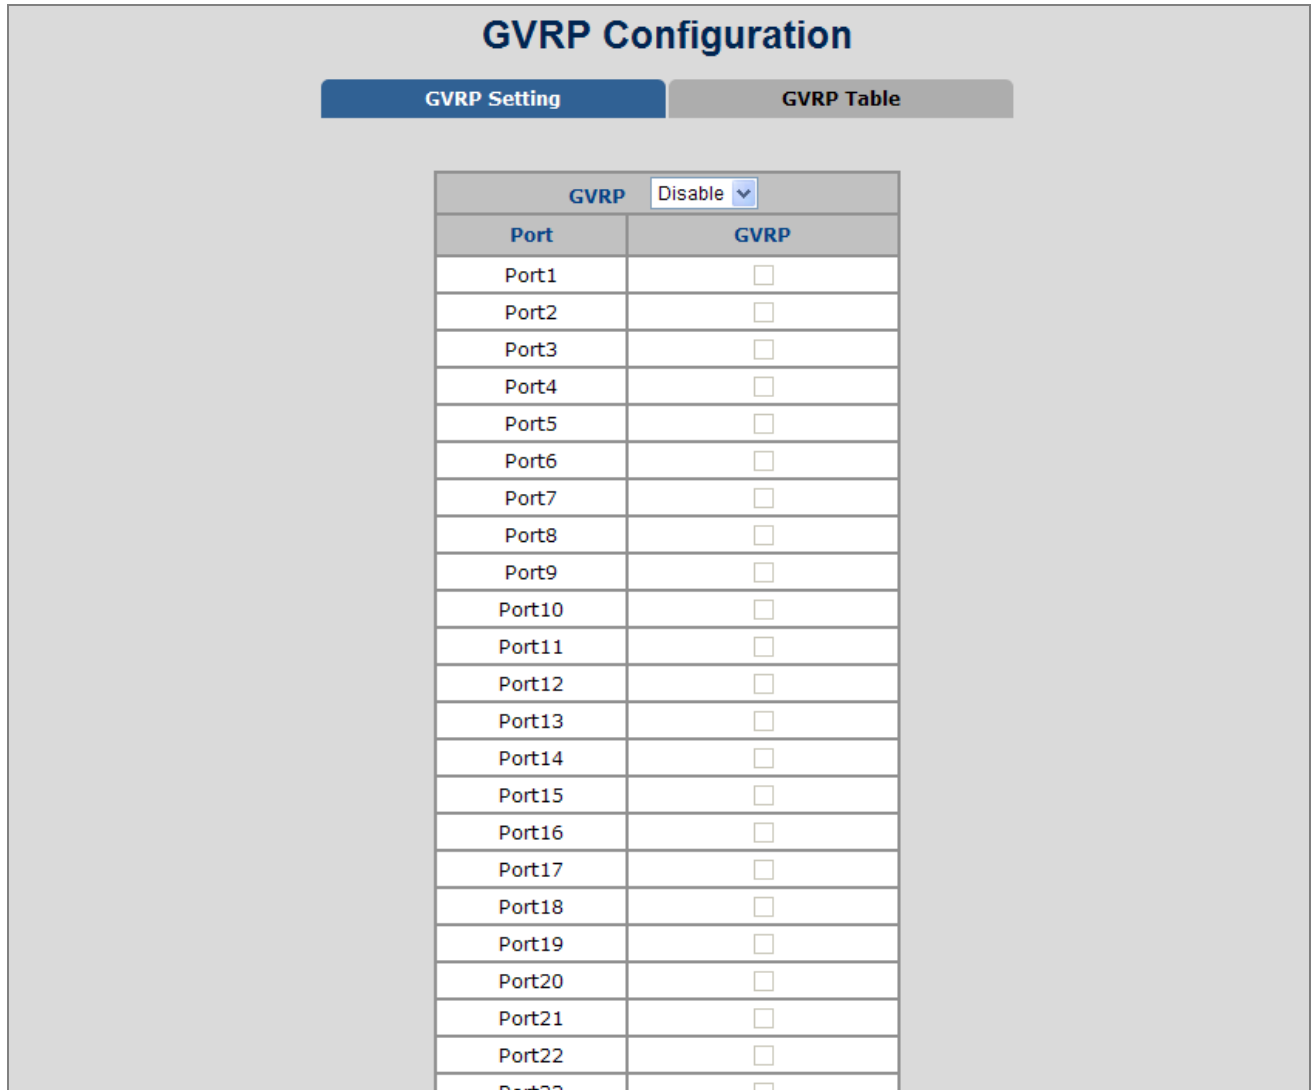 GVRP Configuration
GVRP Setting GVRP Table
GVRP Disable
Port GVRP
Port1
Port2
Port3
Port4
Port5
Port6
Port7
Port8
Port9
Port10
Port11
Port12
Port13
Port14
Port15
Port16
Port17
Port18
Port19
Port20
Port21
Port22